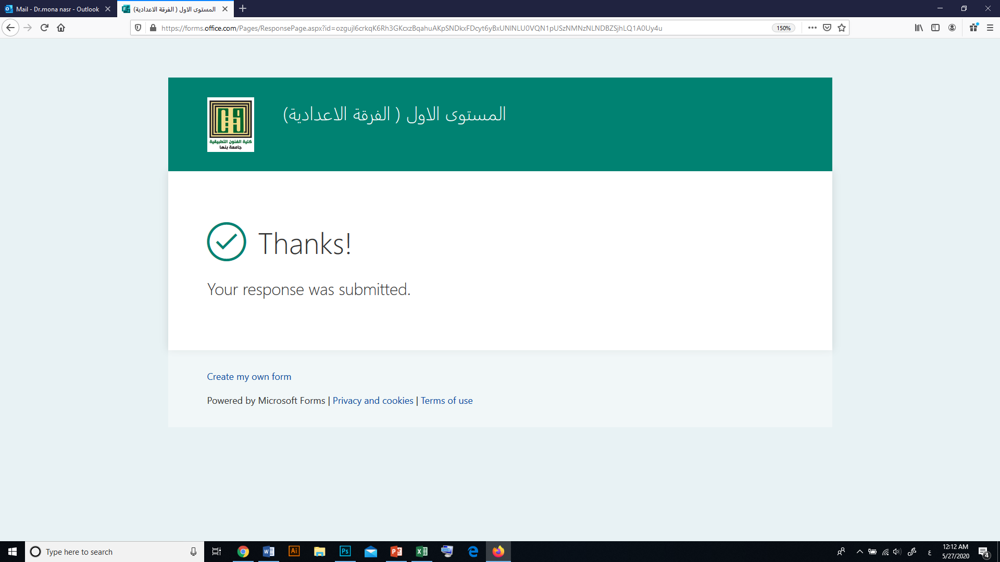 Mail - Dr.mona nasr - Outlook
المستوى الاول ( الفرقة الاعدادية)
https://forms.office.com/Pages/ResponsePage.aspx?id=ozgujI6crkqK6Rh3GKcxzBqahuAKpSNDkxFDcyt6yBxUNlNLU0VQN1pUSzNMNzNLNDBZSjhLQ1A0Uy4u
150%
المستوى الاول ( الفرقة الاعدادية)
كلية الفنون التطبيقية
جامعة بنها
Thanks!
Your response was submitted.
Create my own form
Powered by Microsoft Forms | Privacy and cookies | Terms of use
Type here to search
Ai
Ps
ع
12:12 AM
5/27/2020
4